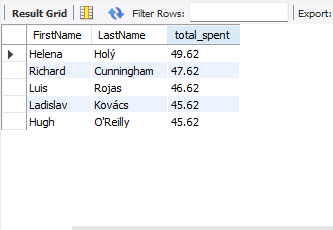 Result Grid Filter Rows: Export:
FirstName LastName total_spent
Helena Holý 49.62
Richard Cunningham 47.62
Luis Rojas 46.62
Ladislav Kovács 45.62
Hugh O'Reilly 45.62